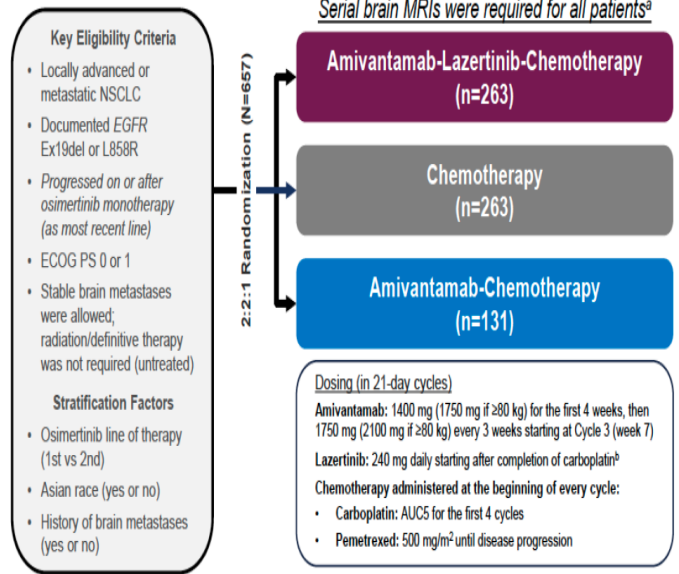 Serial brain MRIs were required for all patientsᵃ
Key Eligibility Criteria
• Locally advanced or
metastatic NSCLC
• Documented EGFR
Ex19del or L858R
• Progressed on or after
osimertinib monotherapy
(as most recent line)
• ECOG PS 0 or 1
• Stable brain metastases
were allowed;
radiation/definitive therapy
was not required (untreated)
Stratification Factors
• Osimertinib line of therapy
(1st vs 2nd)
• Asian race (yes or no)
• History of brain metastases
(yes or no)
2:2:1 Randomization (N=657)
Amivantamab-Lazertinib-Chemotherapy
(n=263)
Chemotherapy
(n=263)
Amivantamab-Chemotherapy
(n=131)
Dosing (in 21-day cycles)
Amivantamab: 1400 mg (1750 mg if ≥80 kg) for the first 4 weeks, then
1750 mg (2100 mg if ≥80 kg) every 3 weeks starting at Cycle 3 (week 7)
Lazertinib: 240 mg daily starting after completion of carboplatinᵇ
Chemotherapy administered at the beginning of every cycle:
• Carboplatin: AUC5 for the first 4 cycles
• Pemetrexed: 500 mg/m² until disease progression